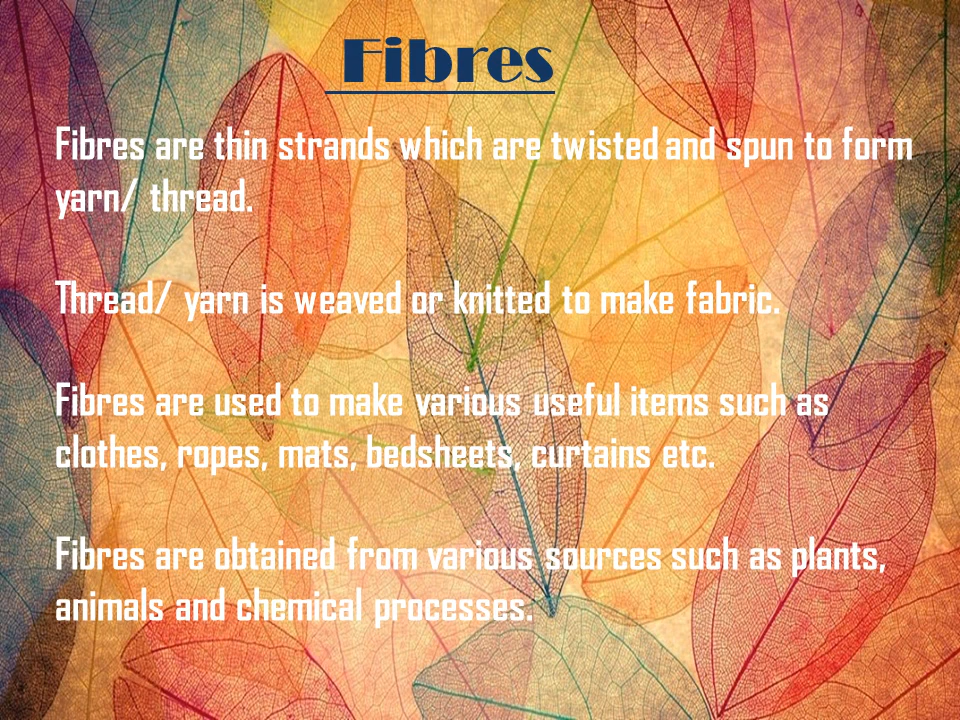 Fibres
Fibres are thin strands which are twisted and spun to form
yarn/ thread.
Thread/ yarn is weaved or knitted to make fabric.
Fibres are used to make various useful items such as
clothes, ropes, mats, bedsheets, curtains etc.
Fibres are obtained from various sources such as plants,
animals and chemical processes.